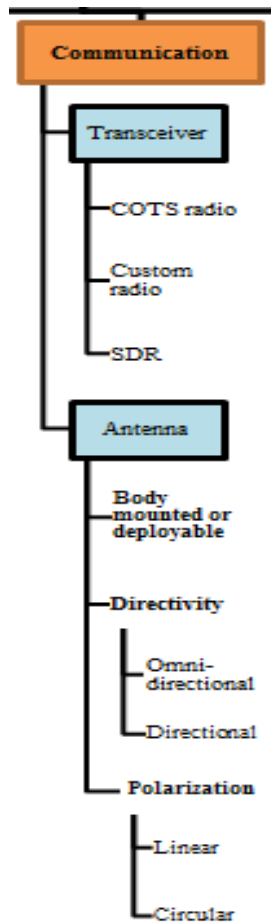 Communication
Transceiver
COTS radio
Custom
radio
SDR
Antenna
Body
mounted or
deployable
Directivity
Omni-
directional
Directional
Polarization
Linear
Circular